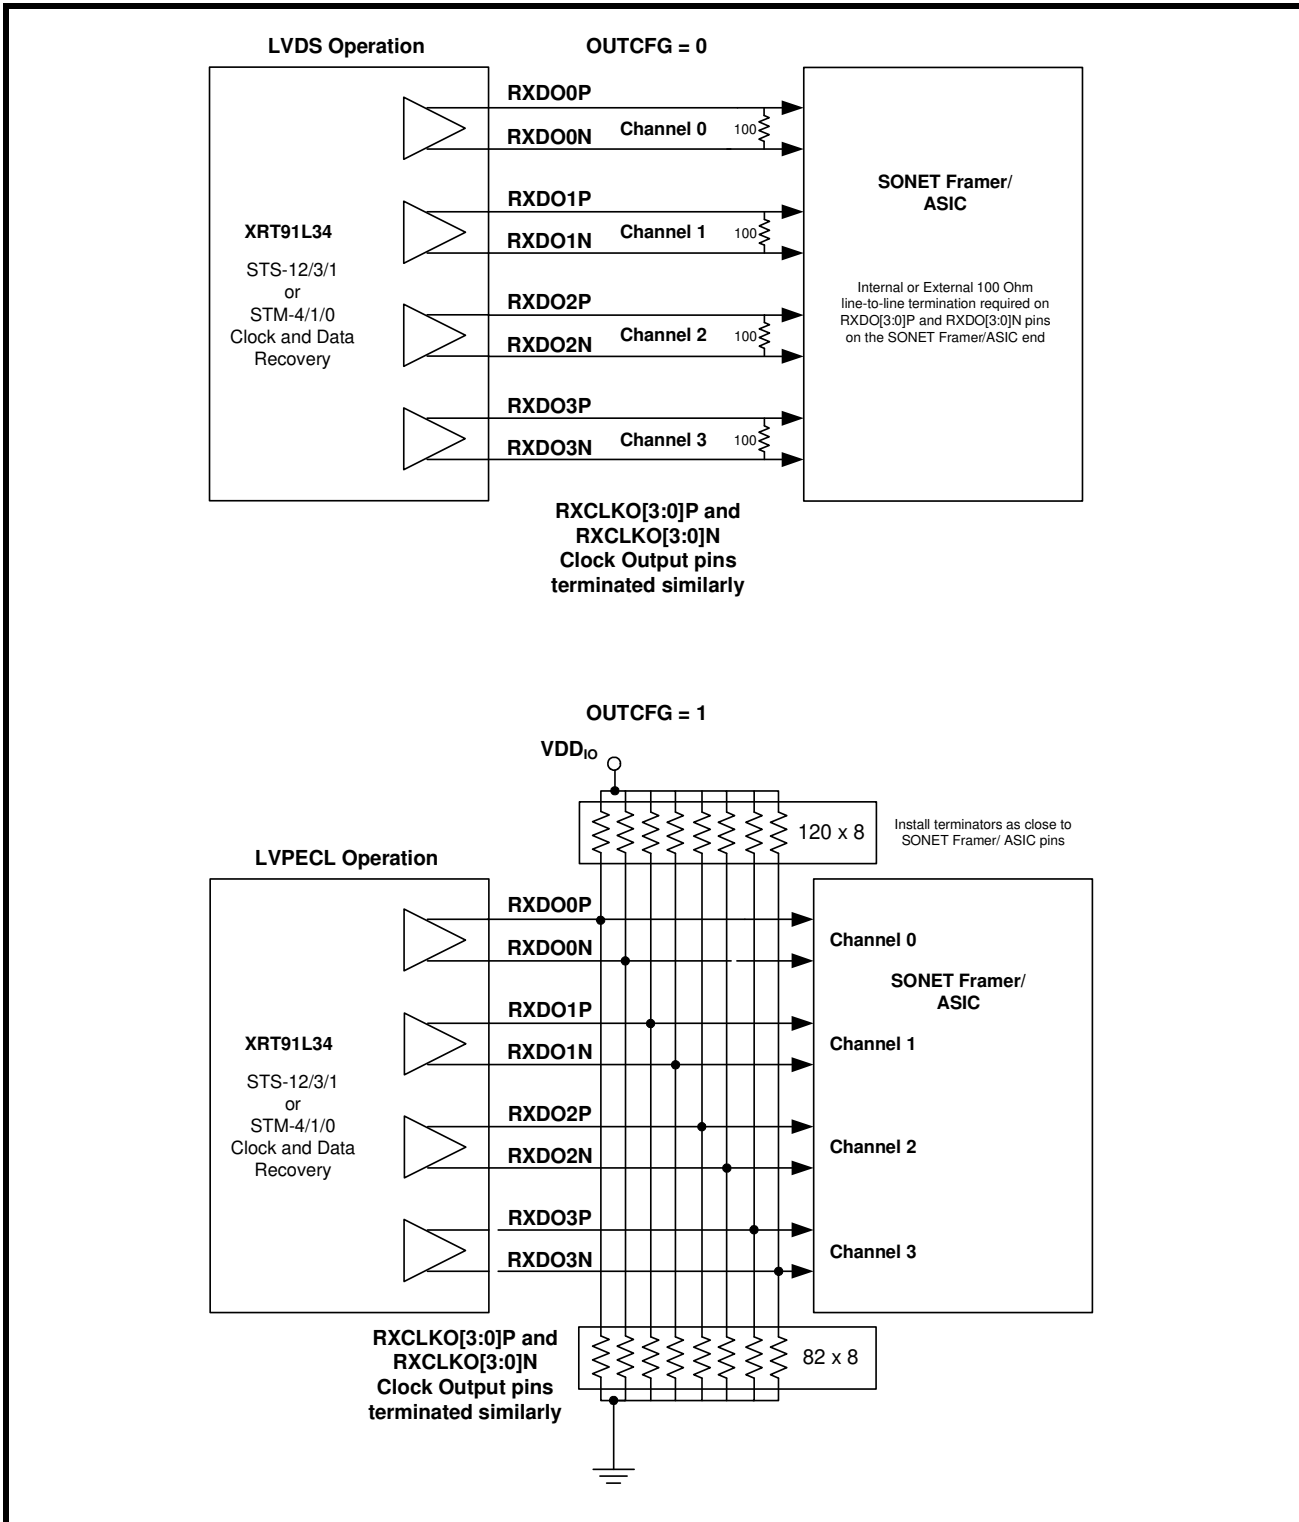 LVDS Operation
OUTCFG = 0
RXDO0P
RXDO0N
Channel 0
100
RXDO1P
RXDO1N
Channel 1
100
RXDO2P
RXDO2N
Channel 2
100
RXDO3P
RXDO3N
Channel 3
100
XRT91L34
STS-12/3/1
or
STM-4/1/0
Clock and Data
Recovery
SONET Framer/
ASIC
Internal or External 100 Ohm
line-to-line termination required on
RXDO[3:0]P and RXDO[3:0]N pins
on the SONET Framer/ASIC end
RXCLKO[3:0]P and
RXCLKO[3:0]N
Clock Output pins
terminated similarly
OUTCFG = 1
VDDIO
120 x 8
Install terminators as close to
SONET Framer/ ASIC pins
LVPECL Operation
RXDO0P
RXDO0N
Channel 0
SONET Framer/
ASIC
RXDO1P
RXDO1N
Channel 1
XRT91L34
STS-12/3/1
or
STM-4/1/0
Clock and Data
Recovery
RXDO2P
RXDO2N
Channel 2
RXDO3P
RXDO3N
Channel 3
RXCLKO[3:0]P and
RXCLKO[3:0]N
Clock Output pins
terminated similarly
82 x 8